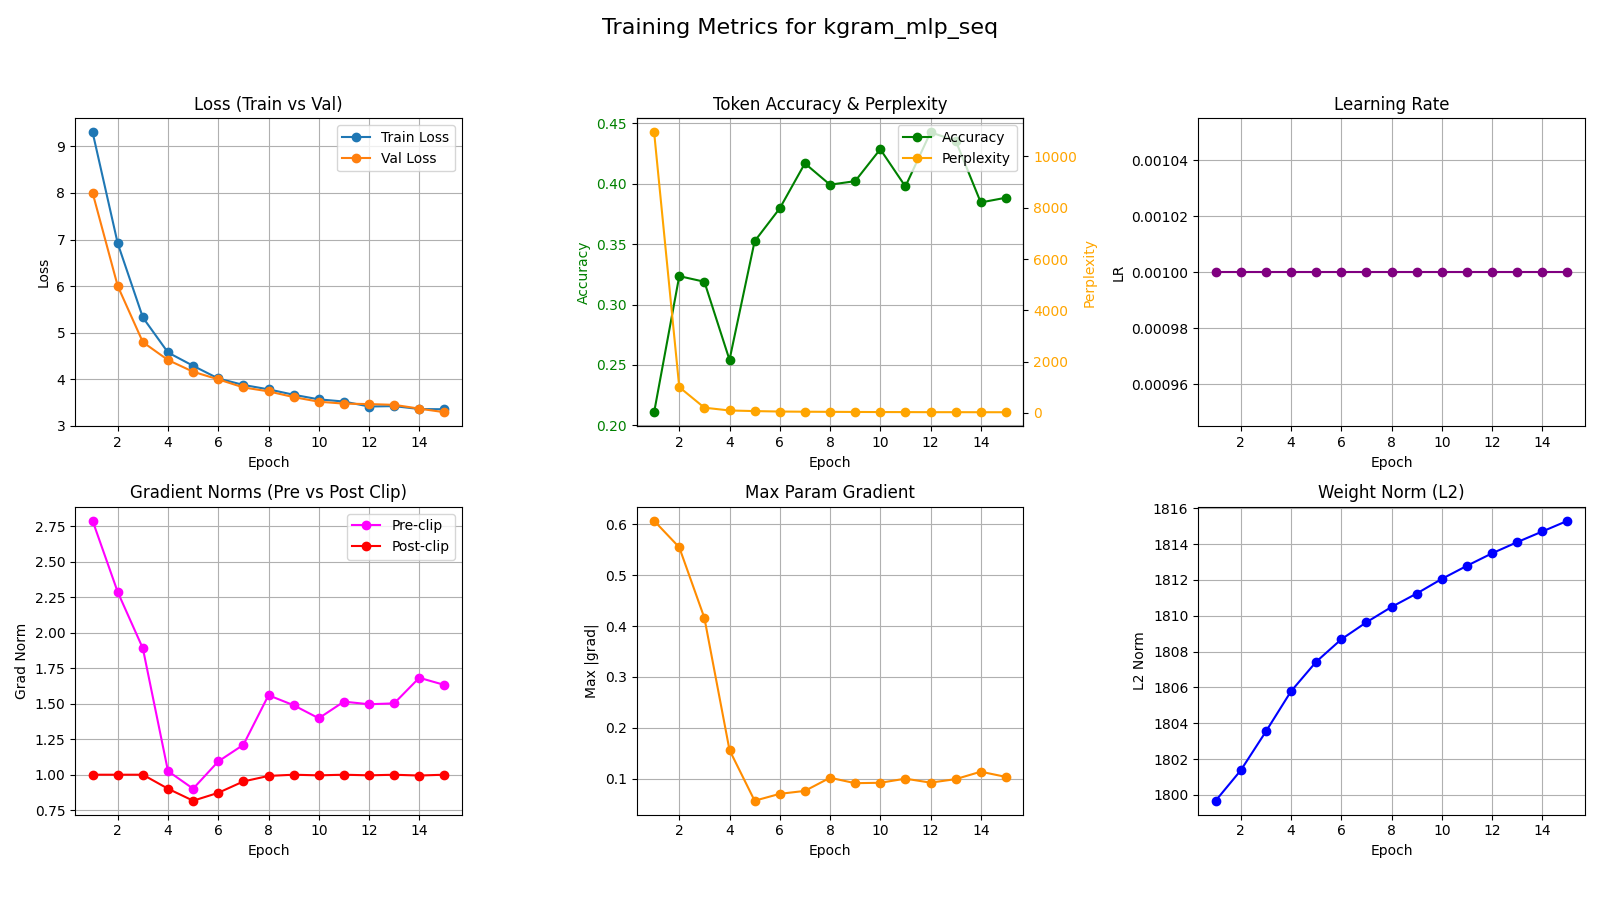 Training Metrics for kgram_mlp_seq
Loss (Train vs Val)
Train Loss
Val Loss
9
8
7
6
5
4
3
Loss
2 4 6 8 10 12 14
Epoch
Token Accuracy & Perplexity
Accuracy
Perplexity
0.45
0.40
0.35
0.30
0.25
0.20
Accuracy
10000
8000
6000
4000
2000
0
Perplexity
2 4 6 8 10 12 14
Epoch
Learning Rate
0.00104
0.00102
0.00100
0.00098
0.00096
LR
2 4 6 8 10 12 14
Epoch
Gradient Norms (Pre vs Post Clip)
Pre-clip
Post-clip
2.75
2.50
2.25
2.00
1.75
1.50
1.25
1.00
0.75
Grad Norm
2 4 6 8 10 12 14
Epoch
Max Param Gradient
0.6
0.5
0.4
0.3
0.2
0.1
Max |grad|
2 4 6 8 10 12 14
Epoch
Weight Norm (L2)
1816
1814
1812
1810
1808
1806
1804
1802
1800
L2 Norm
2 4 6 8 10 12 14
Epoch